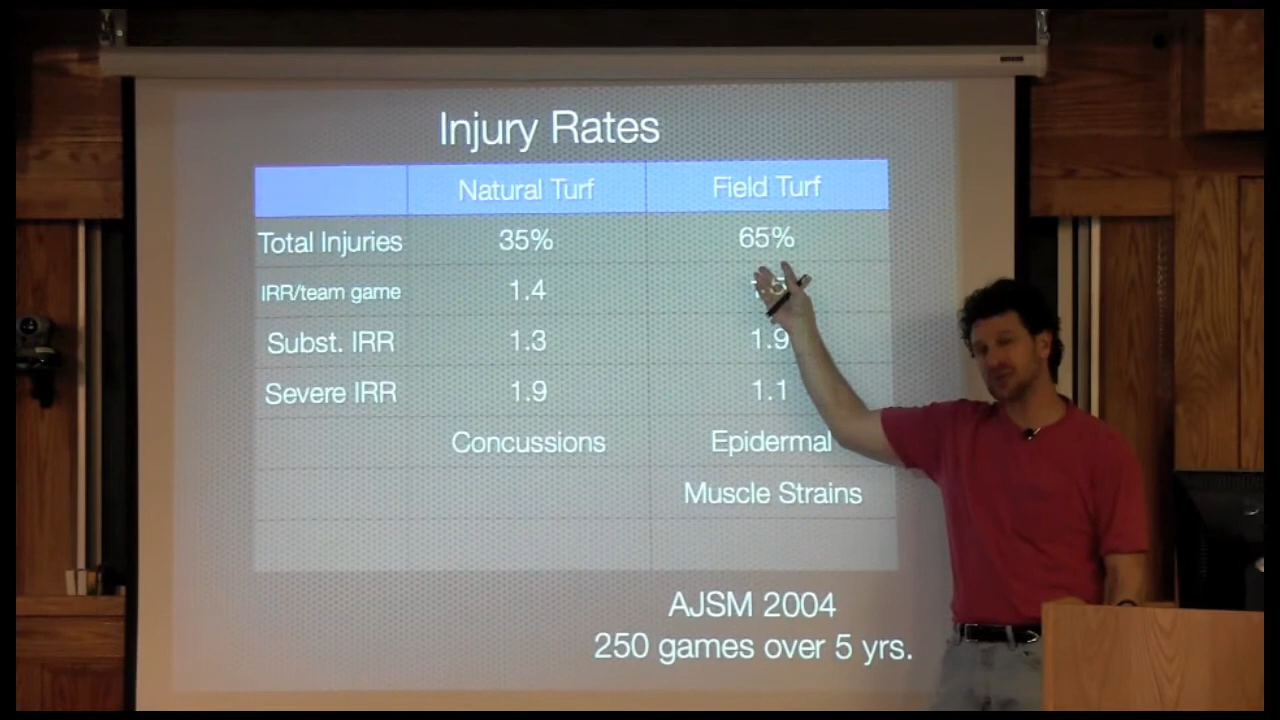 Injury Rates
Natural Turf Field Turf
Total Injuries 35% 65%
IRR/team game 1.4
Subst. IRR 1.3 1.9
Severe IRR 1.9 1.1
Concussions Epidermal
Muscle Strains
AJSM 2004
250 games over 5 yrs.